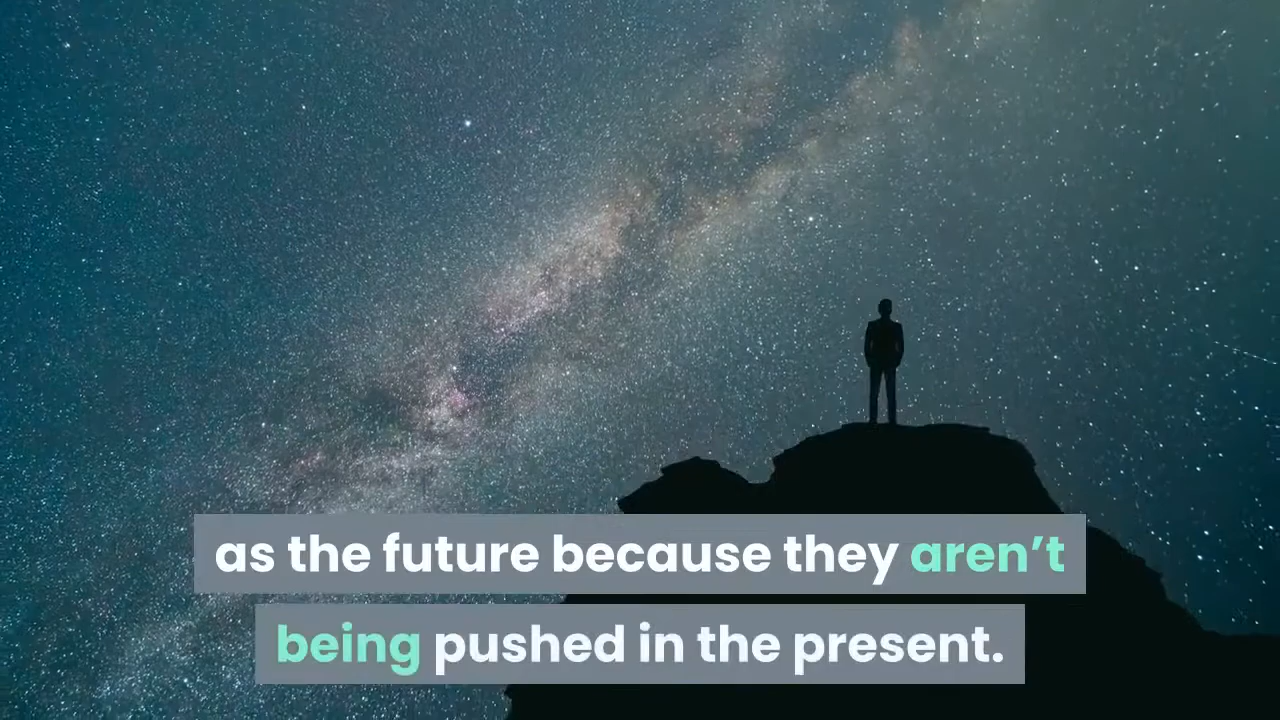 as the future because they aren’t
being pushed in the present.